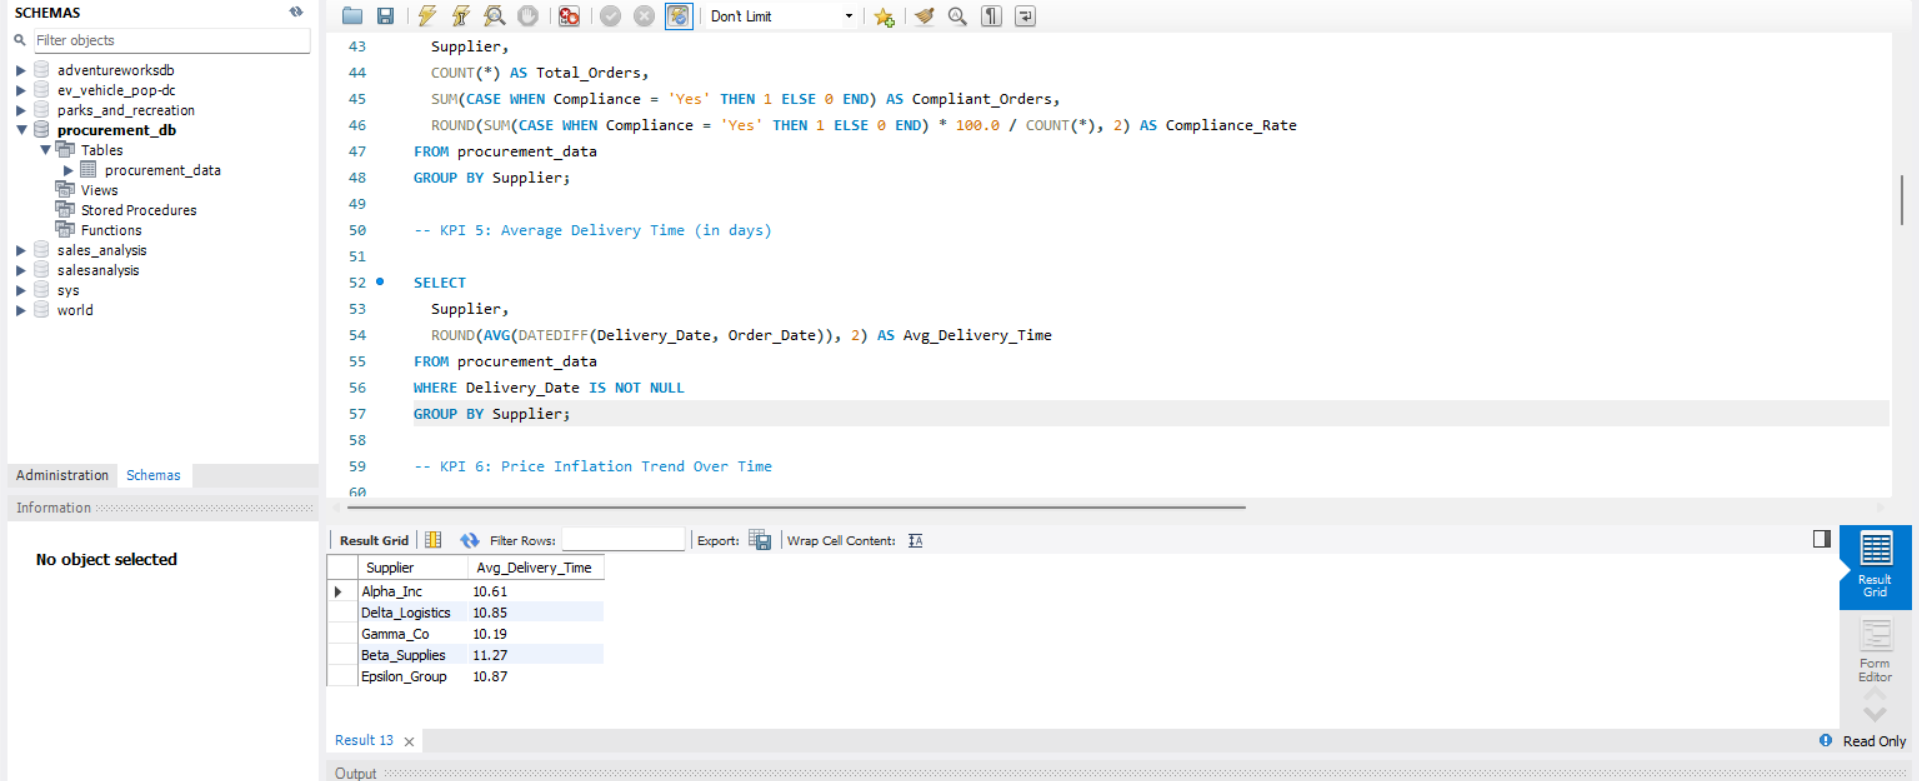 SCHEMAS
Filter objects
adventureworksdb
ev_vehicle_pop-dc
parks_and_recreation
procurement_db
Tables
procurement_data
Views
Stored Procedures
Functions
sales_analysis
salesanalysis
sys
world
Administration Schemas
Information
No object selected
Don't Limit
43 Supplier,
44 COUNT(*) AS Total_Orders,
45 SUM(CASE WHEN Compliance = 'Yes' THEN 1 ELSE 0 END) AS Compliant_Orders,
46 ROUND(SUM(CASE WHEN Compliance = 'Yes' THEN 1 ELSE 0 END) * 100.0 / COUNT(*), 2) AS Compliance_Rate
47 FROM procurement_data
48 GROUP BY Supplier;
49
50 -- KPI 5: Average Delivery Time (in days)
51
52 SELECT
53 Supplier,
54 ROUND(AVG(DATEDIFF(Delivery_Date, Order_Date)), 2) AS Avg_Delivery_Time
55 FROM procurement_data
56 WHERE Delivery_Date IS NOT NULL
57 GROUP BY Supplier;
58
59 -- KPI 6: Price Inflation Trend Over Time
60
Result Grid Filter Rows: Export: Wrap Cell Content:
Supplier Avg_Delivery_Time
Alpha_Inc 10.61
Delta_Logistics 10.85
Gamma_Co 10.19
Beta_Supplies 11.27
Epsilon_Group 10.87
Result
Grid
Form
Editor
Result 13
Read Only
Output